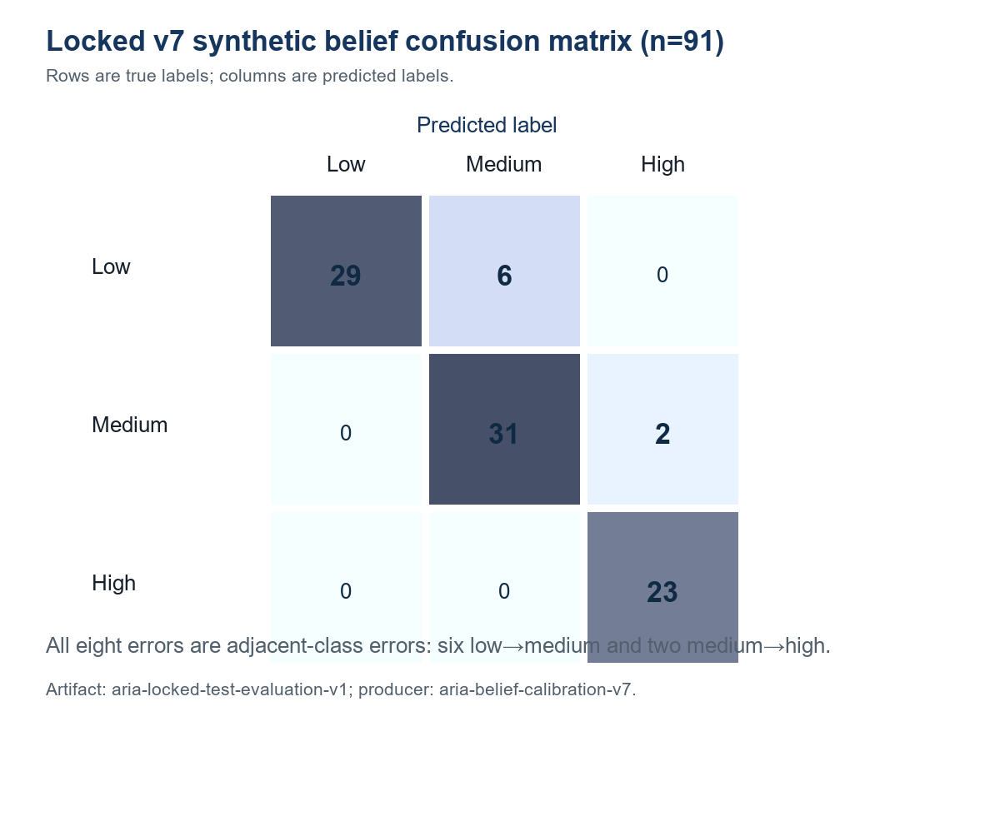 Locked v7 synthetic belief confusion matrix (n=91)
Rows are true labels; columns are predicted labels.
Predicted label
Low Medium High
Low 29 6 0
Medium 0 31 2
High 0 0 23
All eight errors are adjacent-class errors: six low→medium and two medium→high.
Artifact: aria-locked-test-evaluation-v1; producer: aria-belief-calibration-v7.